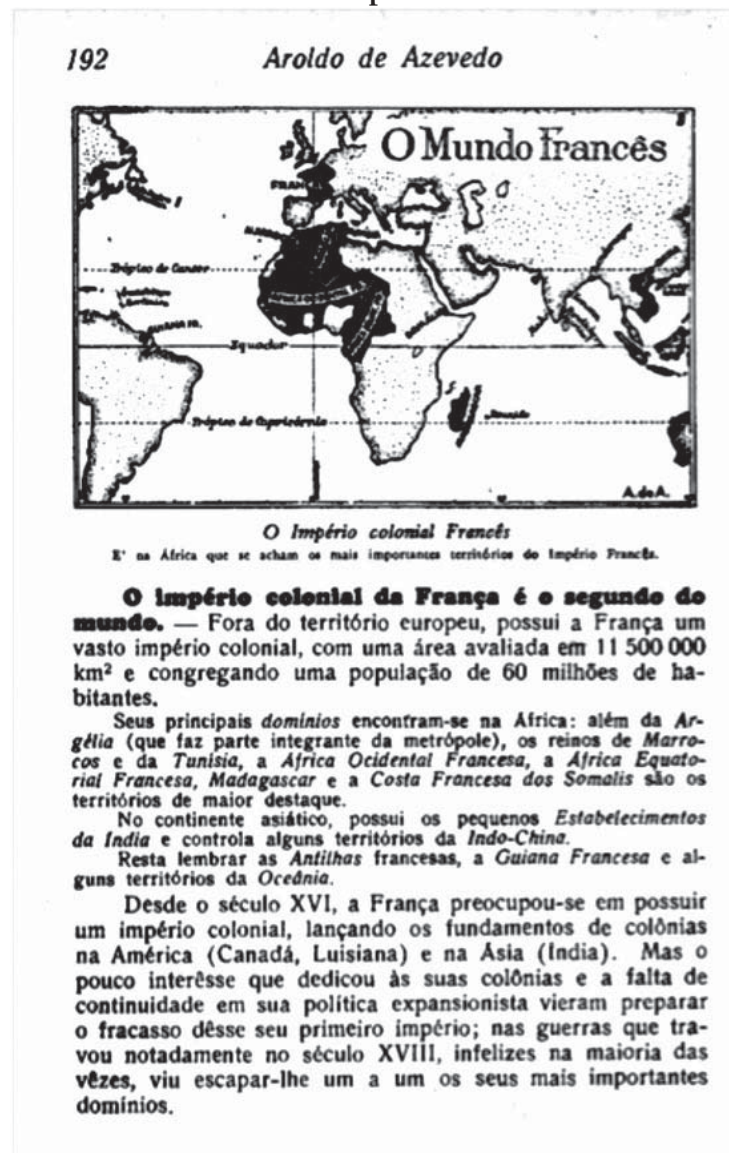 192
Aroldo de Azevedo
O Mundo Francês
FRAN
Trópico de Cancer
Equador
Trópico de Capricórnio
A. de A.
O Império colonial Francês
E' na África que se acham os mais importantes territórios do Império Francês.
O império colonial da França é o segundo do
mundo. — Fora do território europeu, possui a França um
vasto império colonial, com uma área avaliada em 11 500 000
km² e congregando uma população de 60 milhões de ha-
bitantes.
Seus principais domínios encontram-se na África: além da Ar-
gélia (que faz parte integrante da metrópole), os reinos de Marro-
cos e da Tunísia, a África Ocidental Francesa, a África Equato-
rial Francesa, Madagascar e a Costa Francesa dos Somalis são os
territórios de maior destaque.
No continente asiático, possui os pequenos Estabelecimentos
da Índia e controla alguns territórios da Indo-China.
Resta lembrar as Antilhas francesas, a Guiana Francesa e al-
guns territórios da Oceânia.
Desde o século XVI, a França preocupou-se em possuir
um império colonial, lançando os fundamentos de colônias
na América (Canadá, Luisiana) e na Ásia (Índia). Mas o
pouco interêsse que dedicou às suas colônias e a falta de
continuidade em sua política expansionista vieram preparar
o fracasso dêsse seu primeiro império; nas guerras que tra-
vou notadamente no século XVIII, infelizes na maioria das
vêzes, viu escapar-lhe um a um os seus mais importantes
domínios.